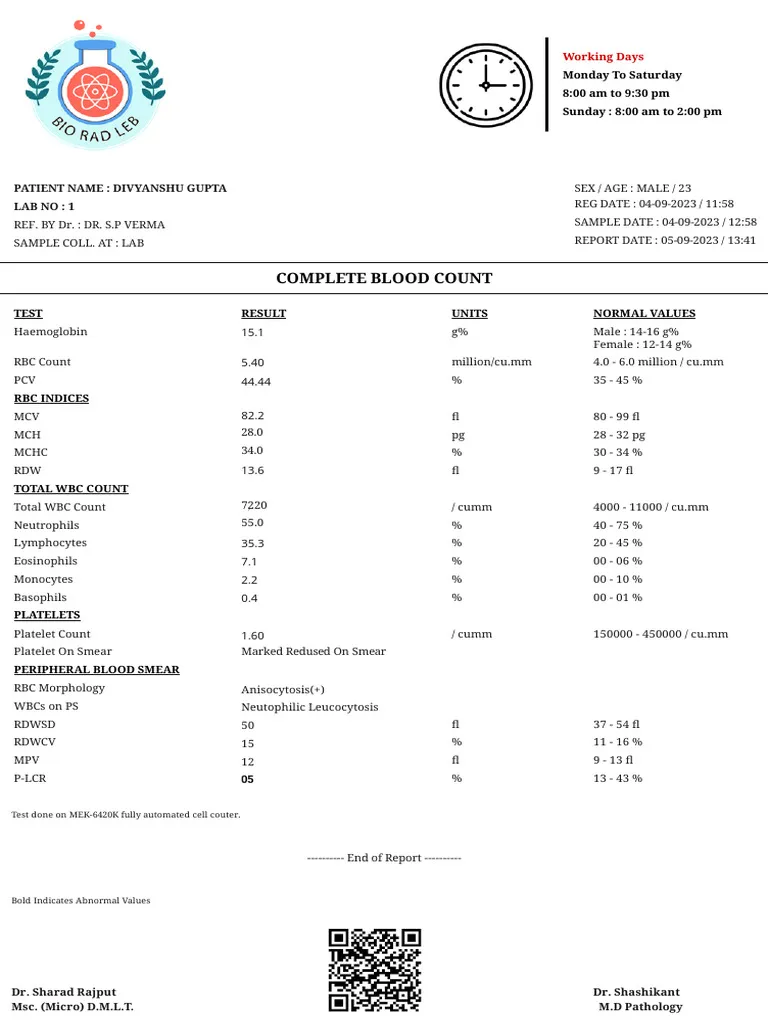 BIO RAD LEB
Working Days
Monday To Saturday
8:00 am to 9:30 pm
Sunday : 8:00 am to 2:00 pm
PATIENT NAME : DIVYANSHU GUPTA
LAB NO : 1
REF. BY Dr. : DR. S.P VERMA
SAMPLE COLL. AT : LAB
SEX / AGE : MALE / 23
REG DATE : 04-09-2023 / 11:58
SAMPLE DATE : 04-09-2023 / 12:58
REPORT DATE : 05-09-2023 / 13:41
COMPLETE BLOOD COUNT
TEST RESULT UNITS NORMAL VALUES
Haemoglobin 15.1 g% Male : 14-16 g%
Female : 12-14 g%
RBC Count 5.40 million/cu.mm 4.0 - 6.0 million / cu.mm
PCV 44.44 % 35 - 45 %
RBC INDICES
MCV 82.2 fl 80 - 99 fl
MCH 28.0 pg 28 - 32 pg
MCHC 34.0 % 30 - 34 %
RDW 13.6 fl 9 - 17 fl
TOTAL WBC COUNT
Total WBC Count 7220 / cumm 4000 - 11000 / cu.mm
Neutrophils 55.0 % 40 - 75 %
Lymphocytes 35.3 % 20 - 45 %
Eosinophils 7.1 % 00 - 06 %
Monocytes 2.2 % 00 - 10 %
Basophils 0.4 % 00 - 01 %
PLATELETS
Platelet Count 1.60 / cumm 150000 - 450000 / cu.mm
Platelet On Smear Marked Redused On Smear
PERIPHERAL BLOOD SMEAR
RBC Morphology Anisocytosis(+)
WBCs on PS Neutophilic Leucocytosis
RDWSD 50 fl 37 - 54 fl
RDWCV 15 % 11 - 16 %
MPV 12 fl 9 - 13 fl
P-LCR 05 % 13 - 43 %
Test done on MEK-6420K fully automated cell couter.
---------- End of Report ----------
Bold Indicates Abnormal Values
Dr. Sharad Rajput
Msc. (Micro) D.M.L.T.
Dr. Shashikant
M.D Pathology